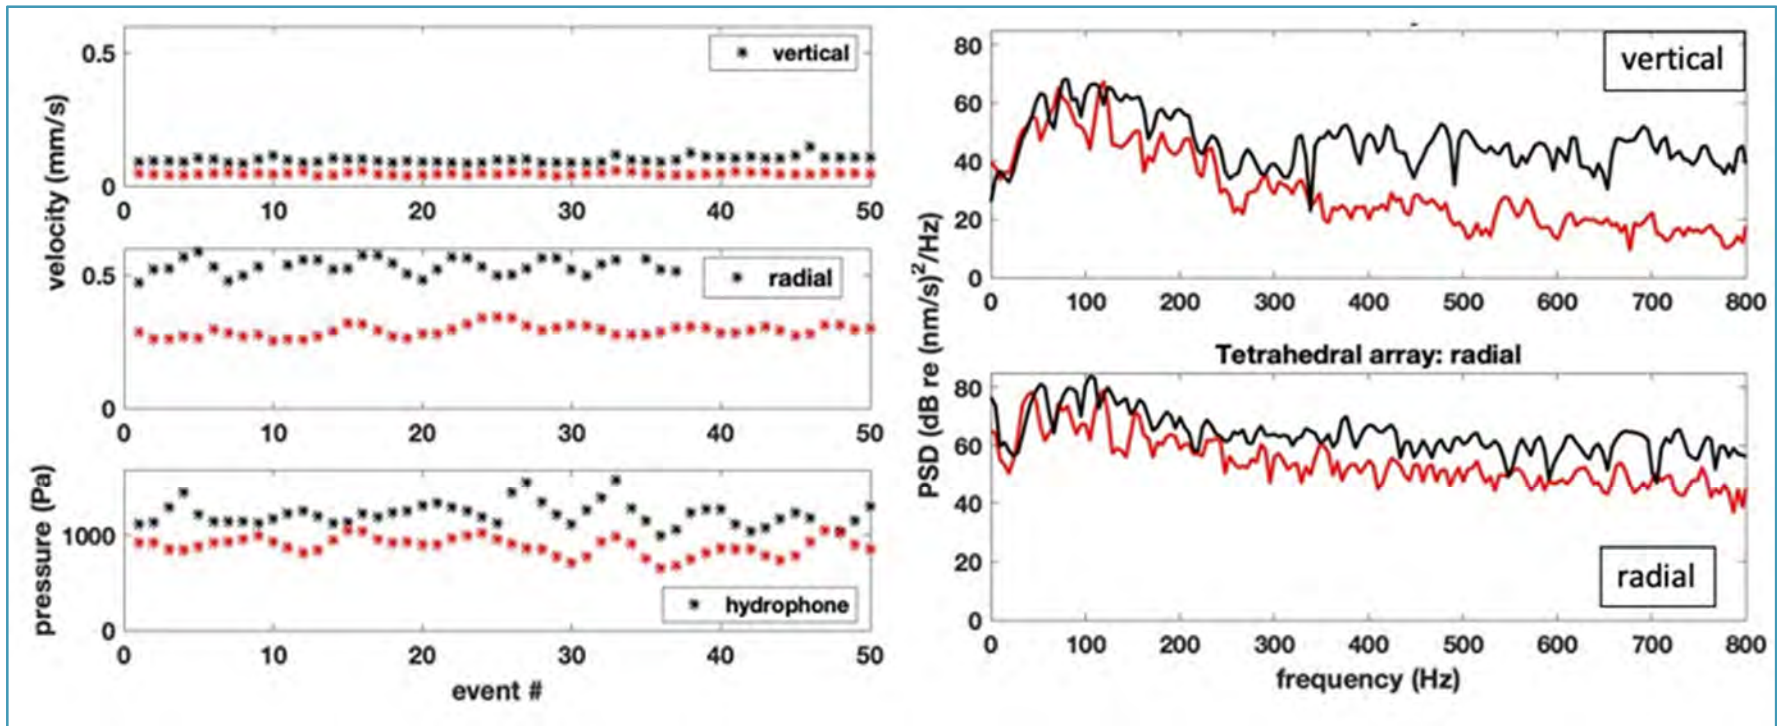 velocity (mm/s)
0.5
0
vertical
0 10 20 30 40 50
0.5
0
radial
0 10 20 30 40 50
pressure (Pa)
1000
0
hydrophone
0 10 20 30 40 50
event #
PSD (dB re (nm/s)²/Hz)
80
60
40
20
0
vertical
0 100 200 300 400 500 600 700 800
Tetrahedral array: radial
80
60
40
20
0
radial
0 100 200 300 400 500 600 700 800
frequency (Hz)